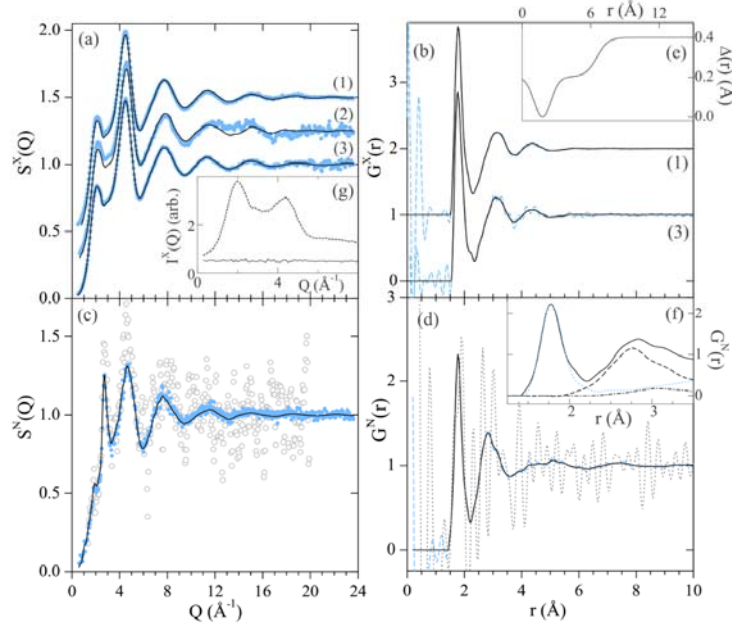 (a)
2.0
1.5
1.0
0.5
0.0
S^X(Q)
(1)
(2)
(3)
(g)
I^X(Q) (arb.)
2
0
0
4
Q (Å⁻¹)
(b)
3
2
1
0
G^X(r)
(1)
(3)
r (Å)
0
6
12
(e)
0.4
0.2
0.0
Δ(r) (Å)
(c)
1.5
1.0
0.5
0.0
S^N(Q)
0
4
8
12
16
20
24
Q (Å⁻¹)
(d)
2
1
0
G^N(r)
0
2
4
6
8
10
r (Å)
(f)
2
1
0
G^N(r)
2
3
r (Å)